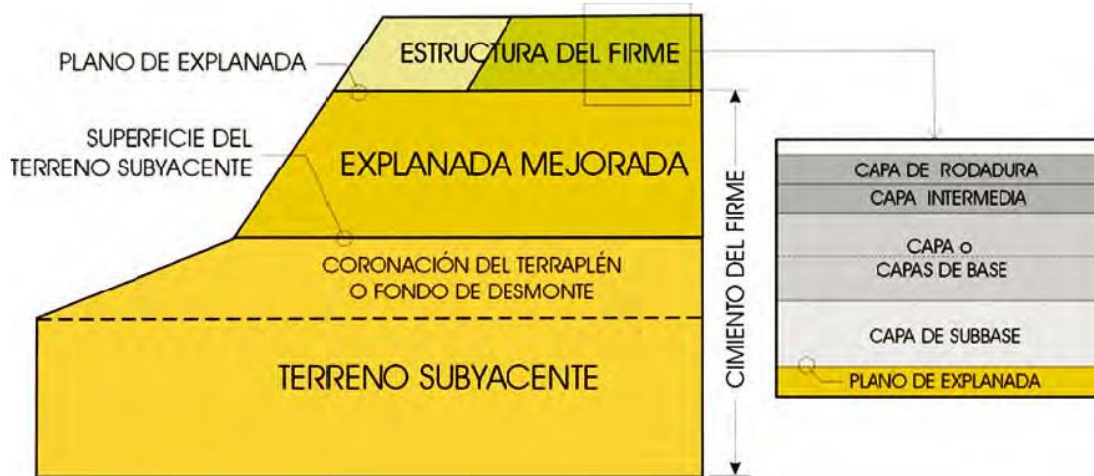 ESTRUCTURA DEL FIRME
PLANO DE EXPLANADA
SUPERFICIE DEL
TERRENO SUBYACENTE
EXPLANADA MEJORADA
CORONACIÓN DEL TERRAPLÉN
O FONDO DE DESMONTE
TERRENO SUBYACENTE
CIMIENTO DEL FIRME
CAPA DE RODADURA
CAPA INTERMEDIA
CAPA o
CAPAS DE BASE
CAPA DE SUBBASE
PLANO DE EXPLANADA